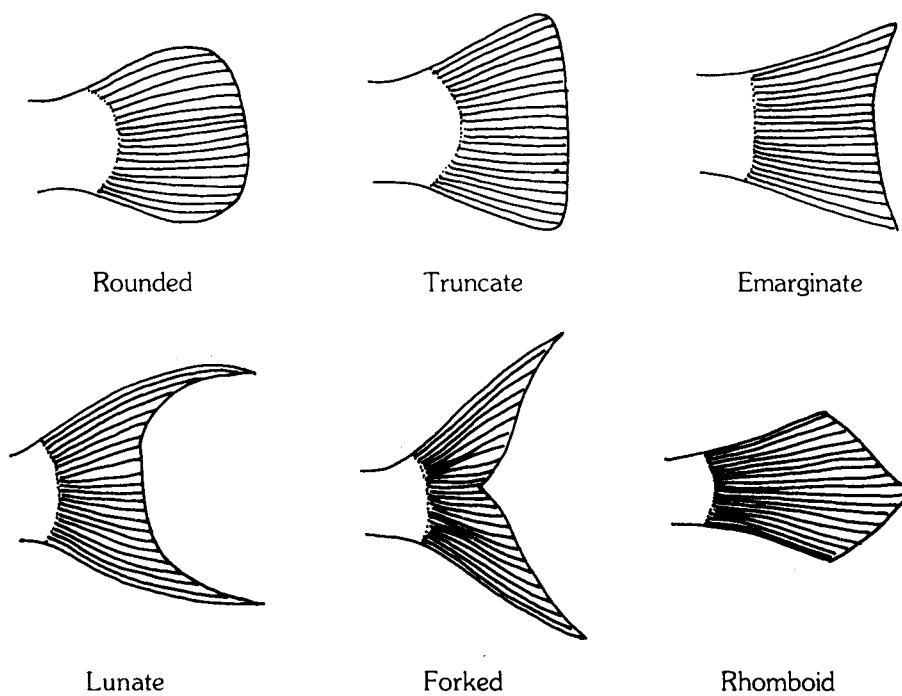 Rounded
Truncate
Emarginate
Lunate
Forked
Rhomboid